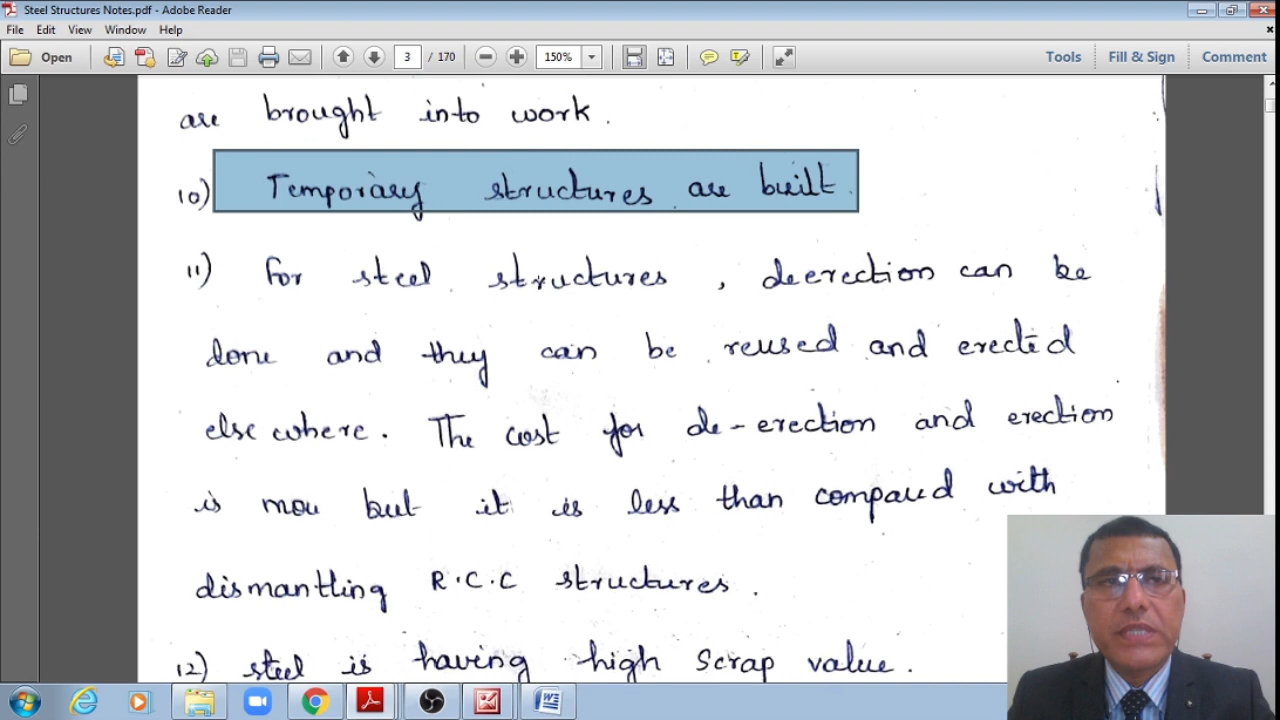 Steel Structures Notes.pdf - Adobe Reader
File Edit View Window Help
Open 3 / 170 150% Tools Fill & Sign Comment
are brought into work.
10) Temporary structures are built.
11) For steel structures, deerection can be
done and they can be reused and erected
elsewhere. The cost for de-erection and erection
is more but it is less than compared with
dismantling R.C.C structures.
12) steel is having high scrap value.